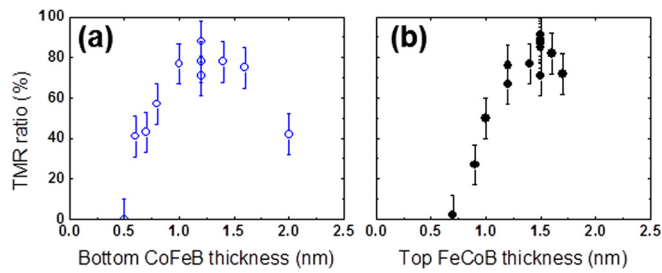 (a)
(b)
TMR ratio (%)
100
80
60
40
20
0
0.0 0.5 1.0 1.5 2.0 2.5
0.5 1.0 1.5 2.0 2.5
Bottom CoFeB thickness (nm)
Top FeCoB thickness (nm)